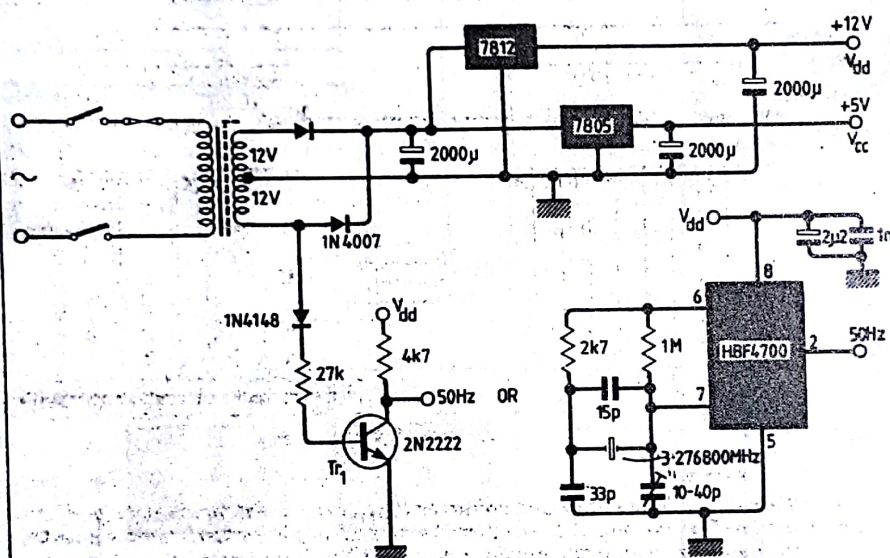 7812
+12V
Vdd
2000µ
12V
12V
2000µ
7805
2000µ
+5V
Vcc
1N4007
1N4148
27k
Vdd
4k7
50Hz OR
2N2222
Tr1
Vdd
2µ2
8
6
2k7
1M
HBF4700
2
50Hz
15p
7
5
3·276800MHz
33p
10-40p